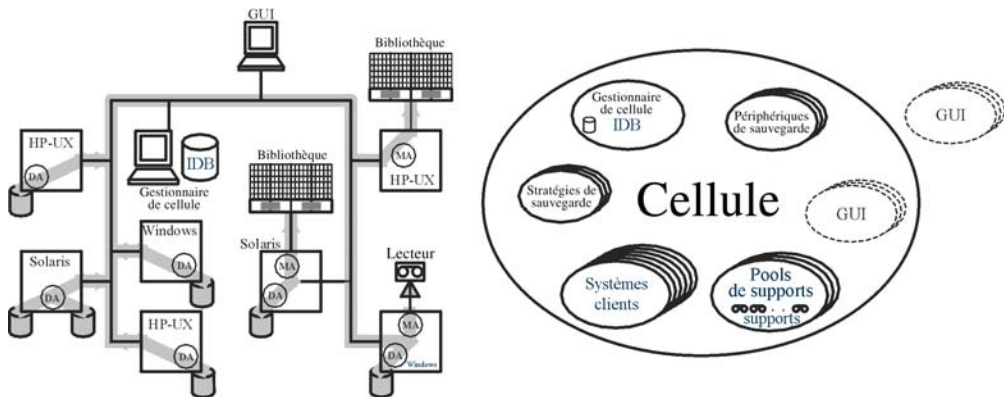 GUI
Bibliothèque
HP-UX
DA
IDB
Gestionnaire
de cellule
MA
HP-UX
Bibliothèque
Windows
DA
Solaris
DA
Solaris
MA
DA
Lecteur
HP-UX
DA
MA
DA
Windows
Gestionnaire
de cellule
IDB
Périphériques
de sauvegarde
GUI
Stratégies de
sauvegarde
Cellule
GUI
Systèmes
clients
Pools
de supports
supports